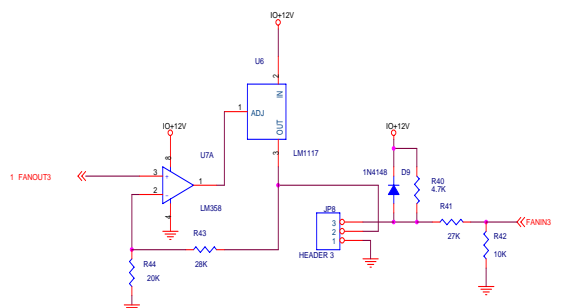 IO+12V
U6
2
IN
1
ADJ
OUT
3
LM1117
IO+12V
U7A
8
1 FANOUT3
3
+
1
2
-
4
LM358
R43
28K
R44
20K
IO+12V
1N4148
D9
R40
4.7K
JP8
3
2
1
HEADER 3
R41
27K
FANIN3
R42
10K